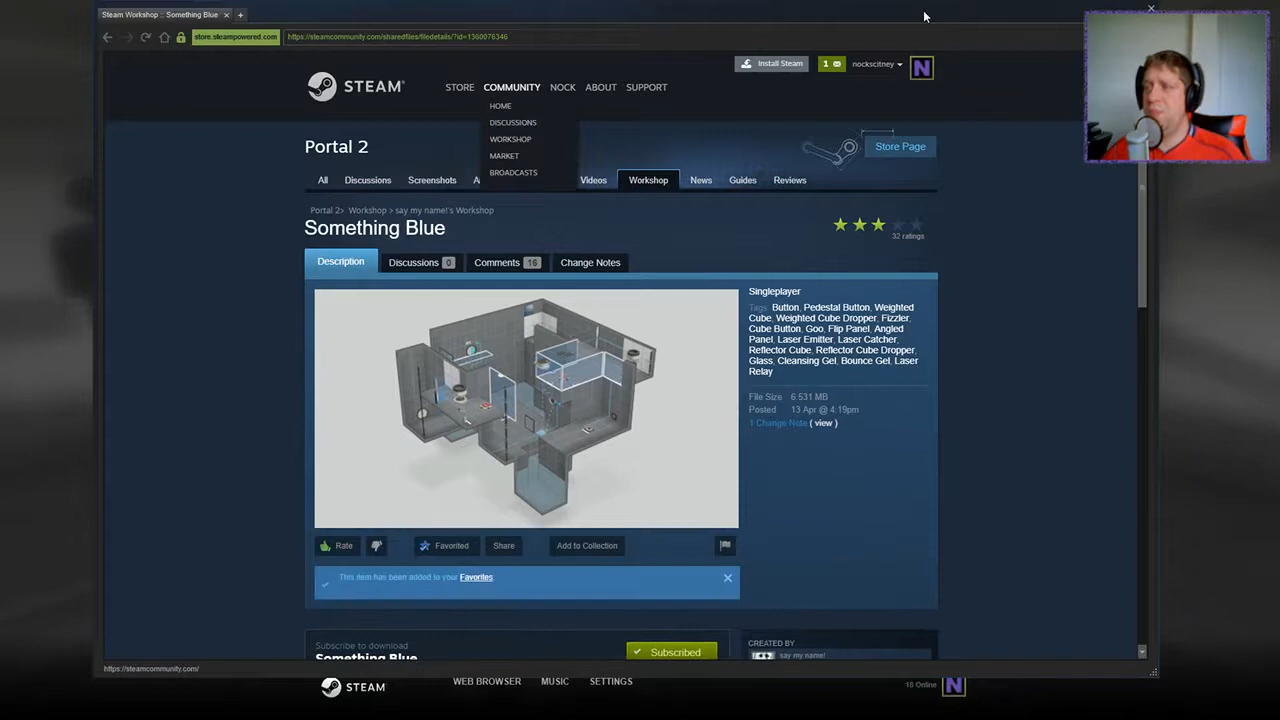 Steam Workshop :: Something Blue
store.steampowered.com
https://steamcommunity.com/sharedfiles/filedetails/?id=1360076346
Install Steam
1
nockscitney
N
STEAM®
STORE
COMMUNITY
NOCK
ABOUT
SUPPORT
HOME
DISCUSSIONS
WORKSHOP
MARKET
BROADCASTS
Portal 2
Store Page
All
Discussions
Screenshots
A
Videos
Workshop
News
Guides
Reviews
Portal 2> Workshop > say my name!'s Workshop
Something Blue
32 ratings
Description
Discussions 0
Comments 16
Change Notes
Singleplayer
Tags: Button, Pedestal Button, Weighted
Cube, Weighted Cube Dropper, Fizzler,
Cube Button, Goo, Flip Panel, Angled
Panel, Laser Emitter, Laser Catcher,
Reflector Cube, Reflector Cube Dropper,
Glass, Cleansing Gel, Bounce Gel, Laser
Relay
File Size 6.531 MB
Posted 13 Apr @ 4:19pm
1 Change Note ( view )
Rate
Favorited
Share
Add to Collection
This item has been added to your Favorites.
Subscribe to download
Something Blue
Subscribed
CREATED BY
say my name!
https://steamcommunity.com/
STEAM
WEB BROWSER
MUSIC
SETTINGS
18 Online
N